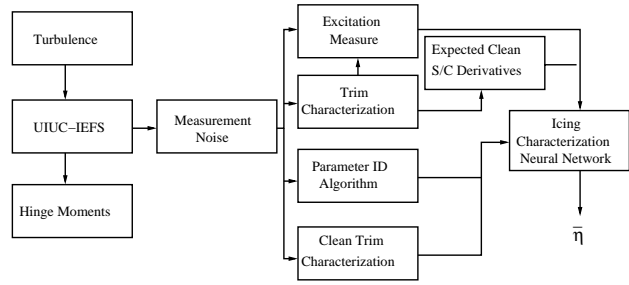 Turbulence
UIUC−IEFS
Hinge Moments
Measurement
Noise
Excitation
Measure
Trim
Characterization
Parameter ID
Algorithm
Clean Trim
Characterization
Expected Clean
S/C Derivatives
Icing
Characterization
Neural Network
η̄